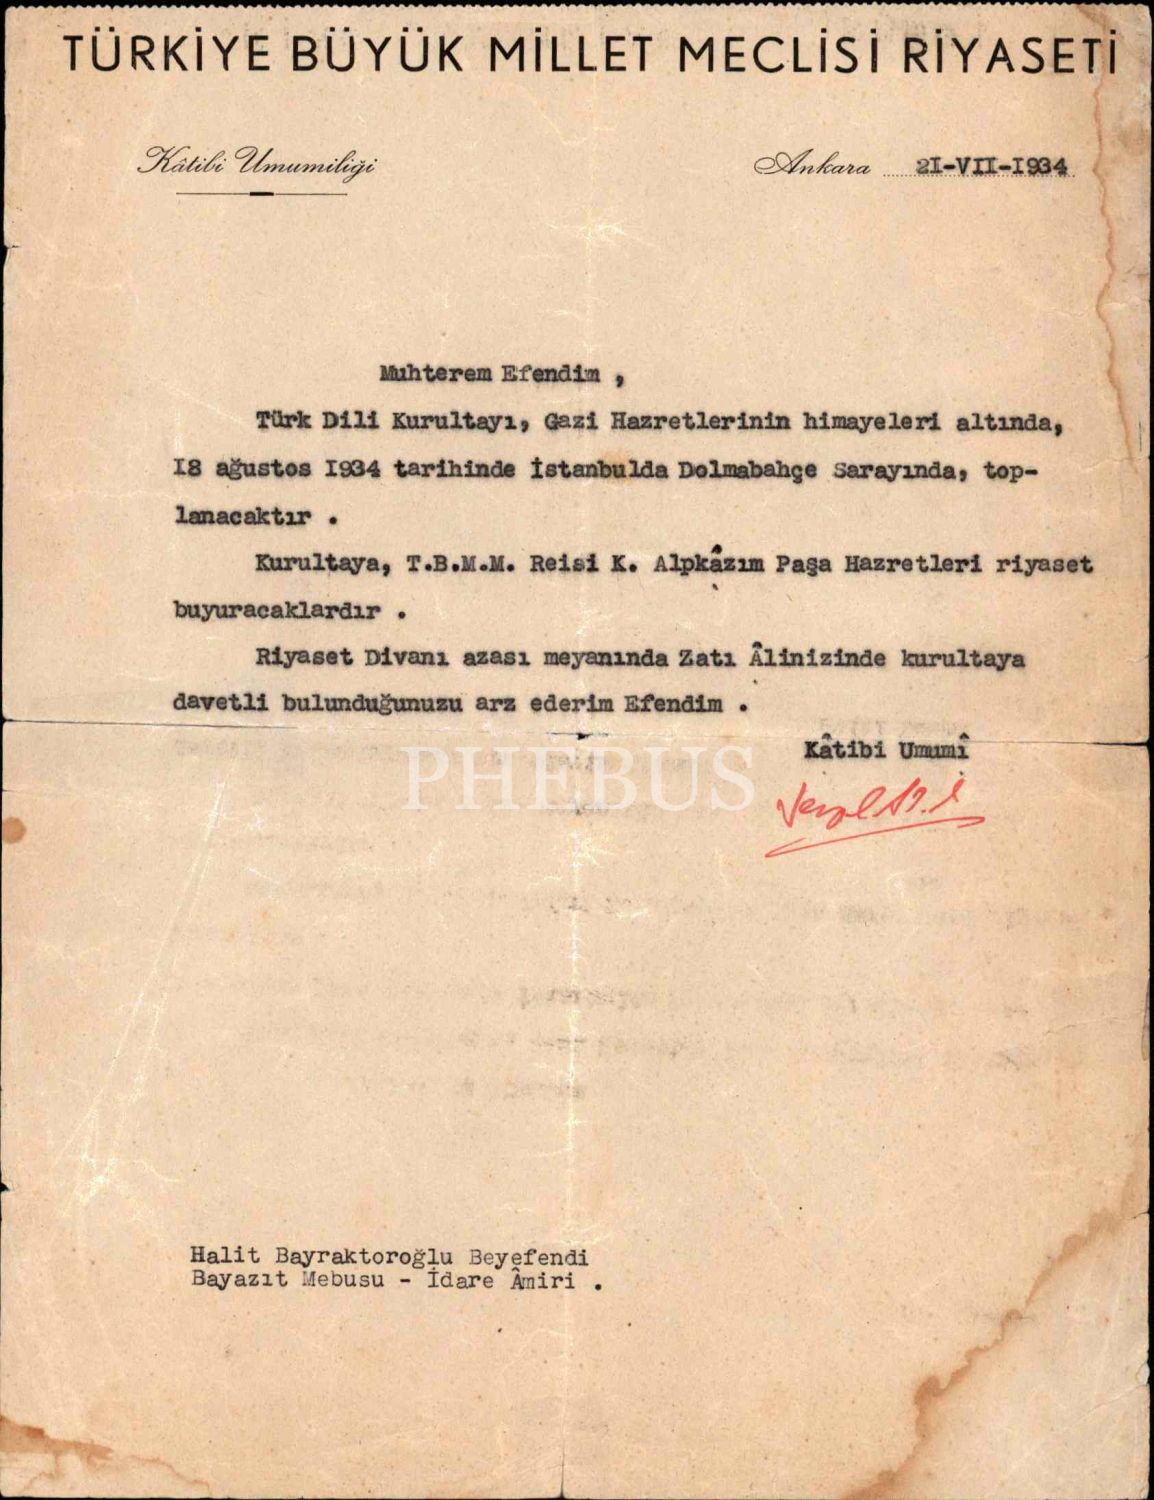 TÜRKİYE BÜYÜK MİLLET MECLİSİ RİYASETİ
Kâtibi Umumiliği
Ankara 21-VII-1934
Muhterem Efendim ,
Türk Dili Kurultayı, Gazi Hazretlerinin himayeleri altında,
I8 ağustos I934 tarihinde İstanbulda Dolmabahçe Sarayında, top-
lanacaktır .
Kurultaya, T.B.M.M. Reisi K. Alpkâzım Paşa Hazretleri riyaset
buyuracaklardır .
Riyaset Divanı azası meyanında Zatı Âlinizinde kurultaya
davetli bulunduğunuzu arz ederim Efendim .
Kâtibi Umumî
PHEBUS
Halit Bayraktoroğlu Beyefendi
Bayazıt Mebusu - İdare Âmiri .